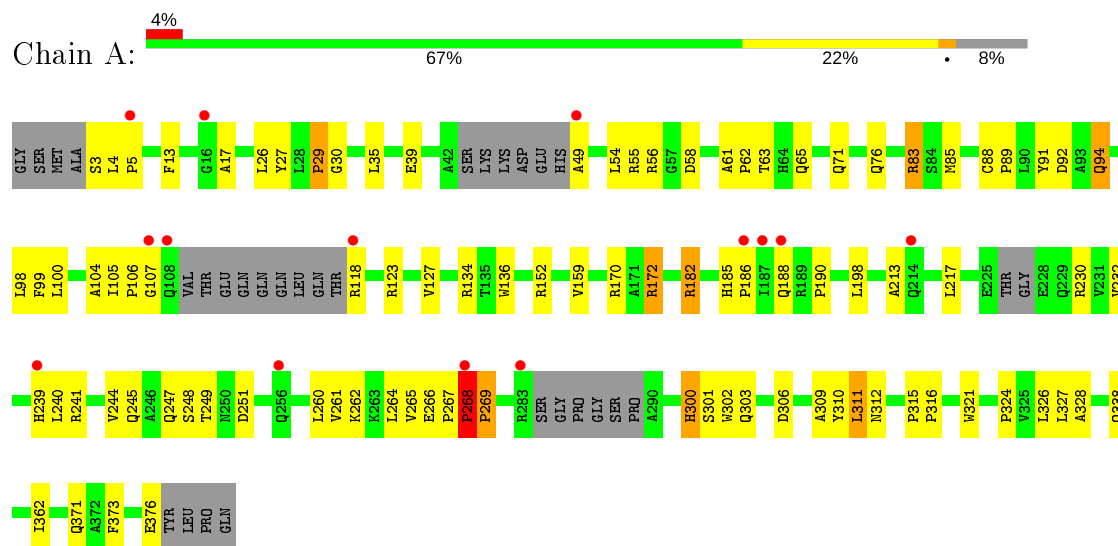 4%
Chain A:
67% 22% • 8%
GLY SER MET ALA S3 L4 P5 F13 G16 A17 L26 Y27 L28 P29 G30 L35 E39 A42 SER LYS LYS ASP GLU HIS A49 L54 R55 R56 G57 D58 A61 P62 T63 H64 Q65 Q71 Q76 R83 S84 M85 C88 P89 L90 Y91 D92 A93 Q94
L98 F99 L100 A104 I105 P106 G107 Q108 VAL THR GLU GLN GLN GLN LEU GLN THR R118 R123 V127 R134 T135 W136 R152 V159 R170 A171 R172 R182 H185 P186 I187 Q188 R189 P190 L198 A213 Q214 L217 E225 THR GLY E228 Q229 R230 V231
H239 L240 R241 V244 Q245 A246 Q247 S248 T249 N250 D251 Q256 L260 V261 K262 K263 L264 V265 E266 P267 P268 P269 R283 SER GLY PRO GLY SER PRO A290 H300 S301 W302 Q303 D306 A309 Y310 L311 N312 P315 P316 W321 P324 V325 L326 L327 A328
I362 Q371 A372 F373 E376 TYR LEU PRO GLN